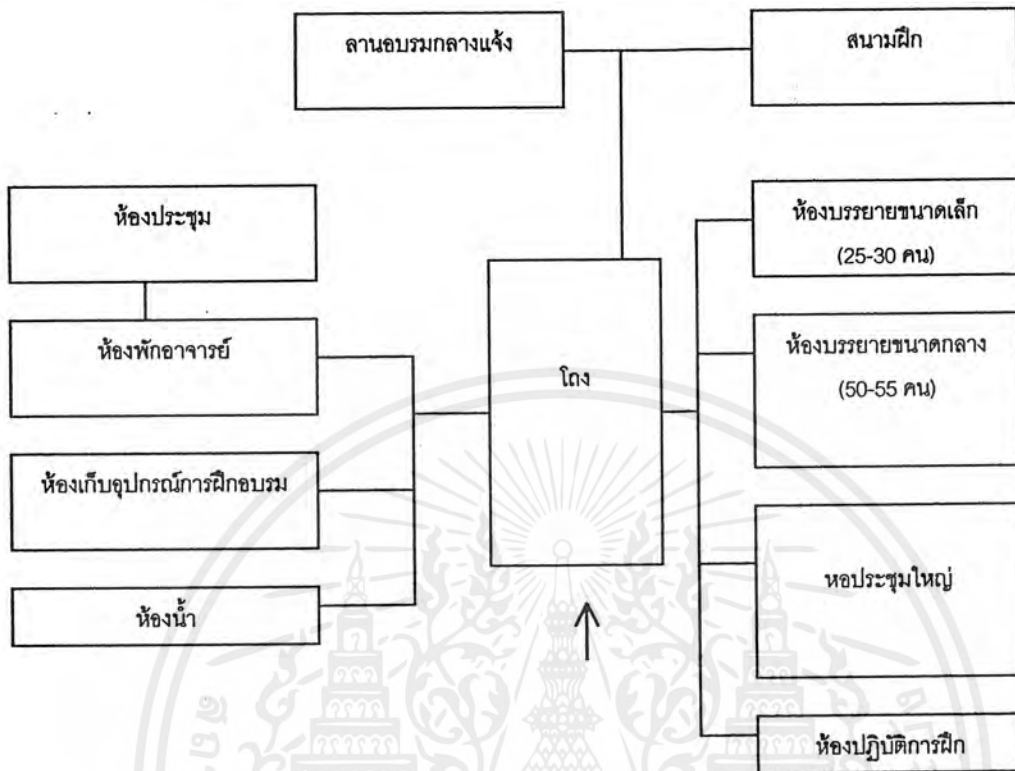 ลานอบรมกลางแจ้ง
สนามฝึก
ห้องประชุม
ห้องบรรยายขนาดเล็ก
(25-30 คน)
ห้องพักอาจารย์
ห้องบรรยายขนาดกลาง
(50-55 คน)
โถง
ห้องเก็บอุปกรณ์การฝึกอบรม
หอประชุมใหญ่
ห้องน้ำ
ห้องปฏิบัติการฝึก